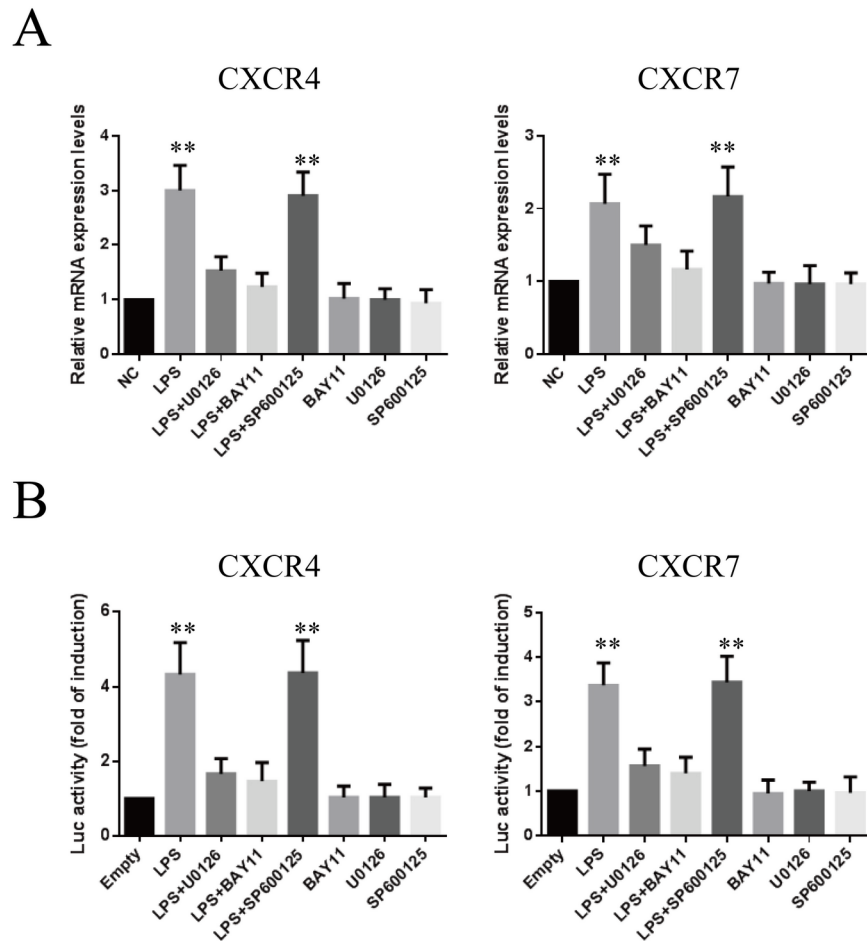 A
CXCR4
CXCR7
Relative mRNA expression levels
4
3
2
1
0
**
**
NC
LPS
LPS+U0126
LPS+BAY11
LPS+SP600125
BAY11
U0126
SP600125
Relative mRNA expression levels
3
2
1
0
**
**
NC
LPS
LPS+U0126
LPS+BAY11
LPS+SP600125
BAY11
U0126
SP600125
B
CXCR4
CXCR7
Luc activity (fold of induction)
6
4
2
0
**
**
Empty
LPS
LPS+U0126
LPS+BAY11
LPS+SP600125
BAY11
U0126
SP600125
Luc activity (fold of induction)
5
4
3
2
1
0
**
**
Empty
LPS
LPS+U0126
LPS+BAY11
LPS+SP600125
BAY11
U0126
SP600125